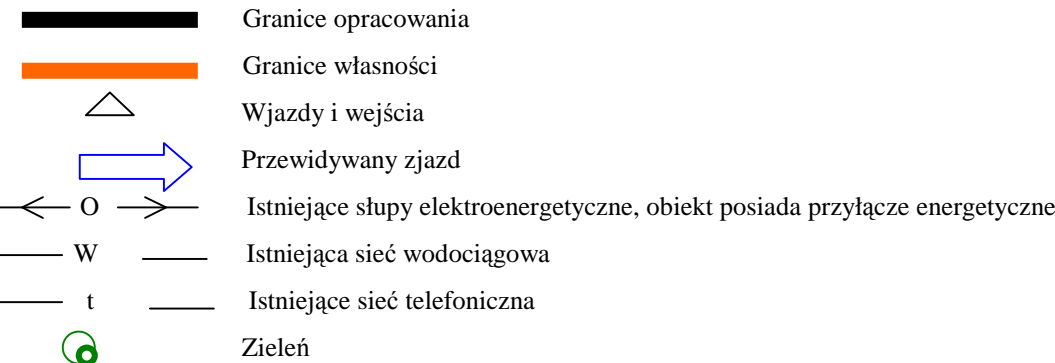 Granice opracowania
Granice własności
Wjazdy i wejścia
Przewidywany zjazd
O Istniejące słupy elektroenergetyczne, obiekt posiada przyłącze energetyczne
W Istniejąca sieć wodociągowa
t Istniejące sieć telefoniczna
Zieleń